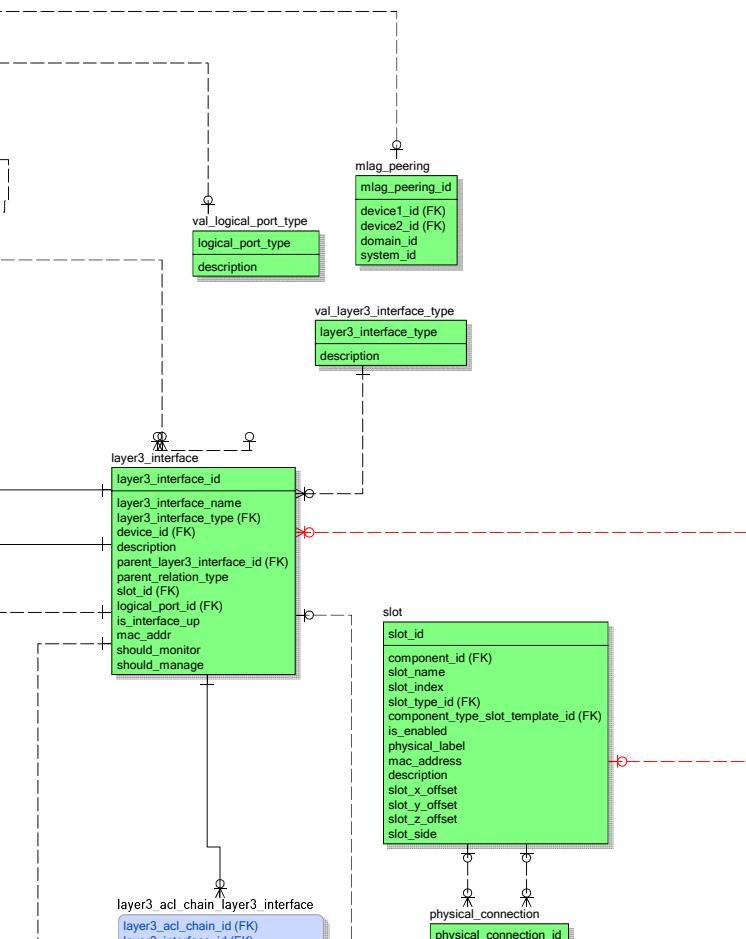 mlag_peering
mlag_peering_id
device1_id (FK)
device2_id (FK)
domain_id
system_id
val_logical_port_type
logical_port_type
description
val_layer3_interface_type
layer3_interface_type
description
layer3_interface
layer3_interface_id
layer3_interface_name
layer3_interface_type (FK)
device_id (FK)
description
parent_layer3_interface_id (FK)
parent_relation_type
slot_id (FK)
logical_port_id (FK)
is_interface_up
mac_addr
should_monitor
should_manage
slot
slot_id
component_id (FK)
slot_name
slot_index
slot_type_id (FK)
component_type_slot_template_id (FK)
is_enabled
physical_label
mac_address
description
slot_x_offset
slot_y_offset
slot_z_offset
slot_side
layer3_acl_chain_layer3_interface
layer3_acl_chain_id (FK)
layer3_interface_id (FK)
physical_connection
physical_connection_id